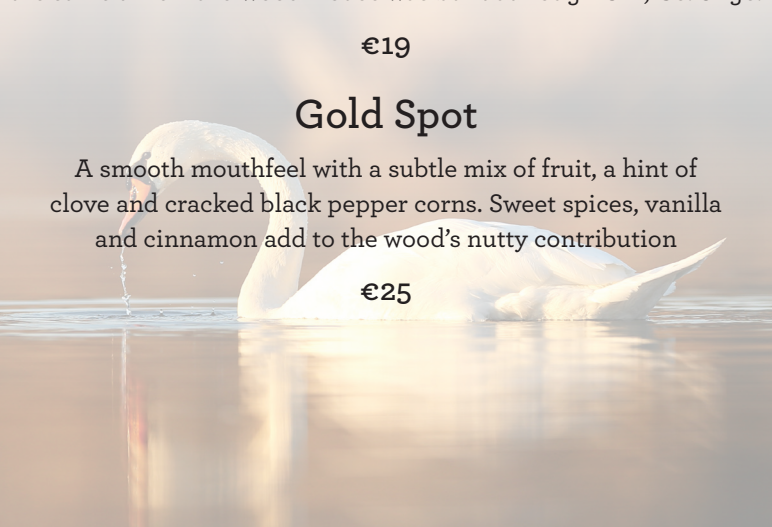 €19
Gold Spot
A smooth mouthfeel with a subtle mix of fruit, a hint of
clove and cracked black pepper corns. Sweet spices, vanilla
and cinnamon add to the wood’s nutty contribution
€25